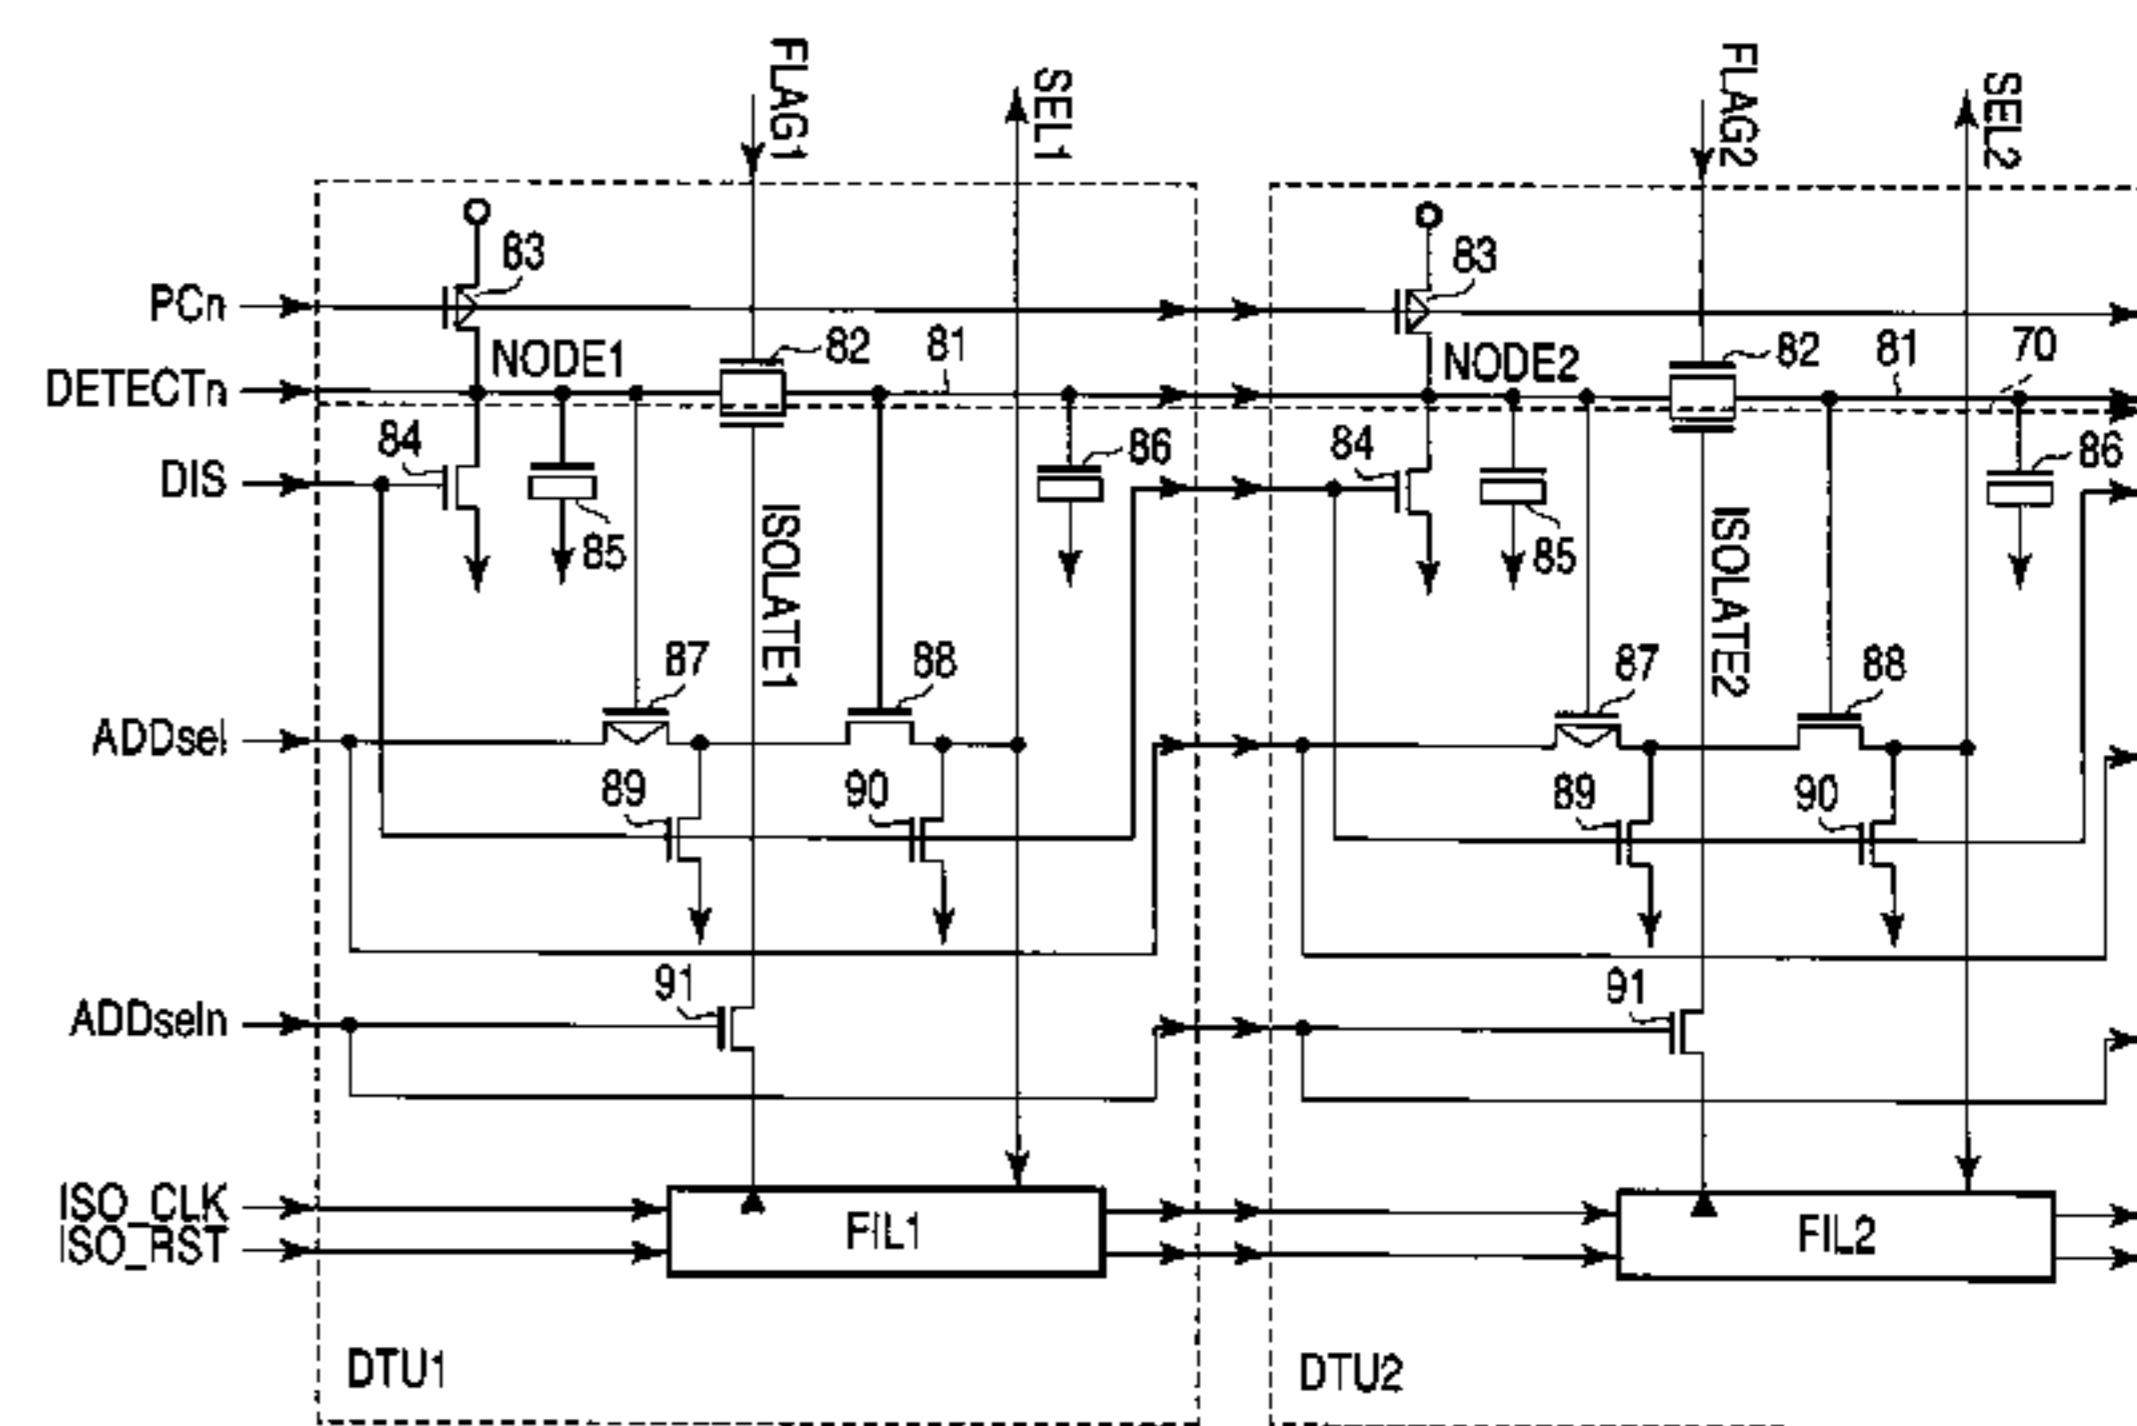 FLAG1
SEL1
FLAG2
SEL2
83
83
PCn
NODE1
82
81
NODE2
82
81
70
DETECTn
84
86
84
86
DIS
85
ISOLATE1
85
ISOLATE2
87
88
87
88
ADDsel
89
90
89
90
91
91
ADDseln
ISO_CLK
FIL1
FIL2
ISO_RST
DTU1
DTU2